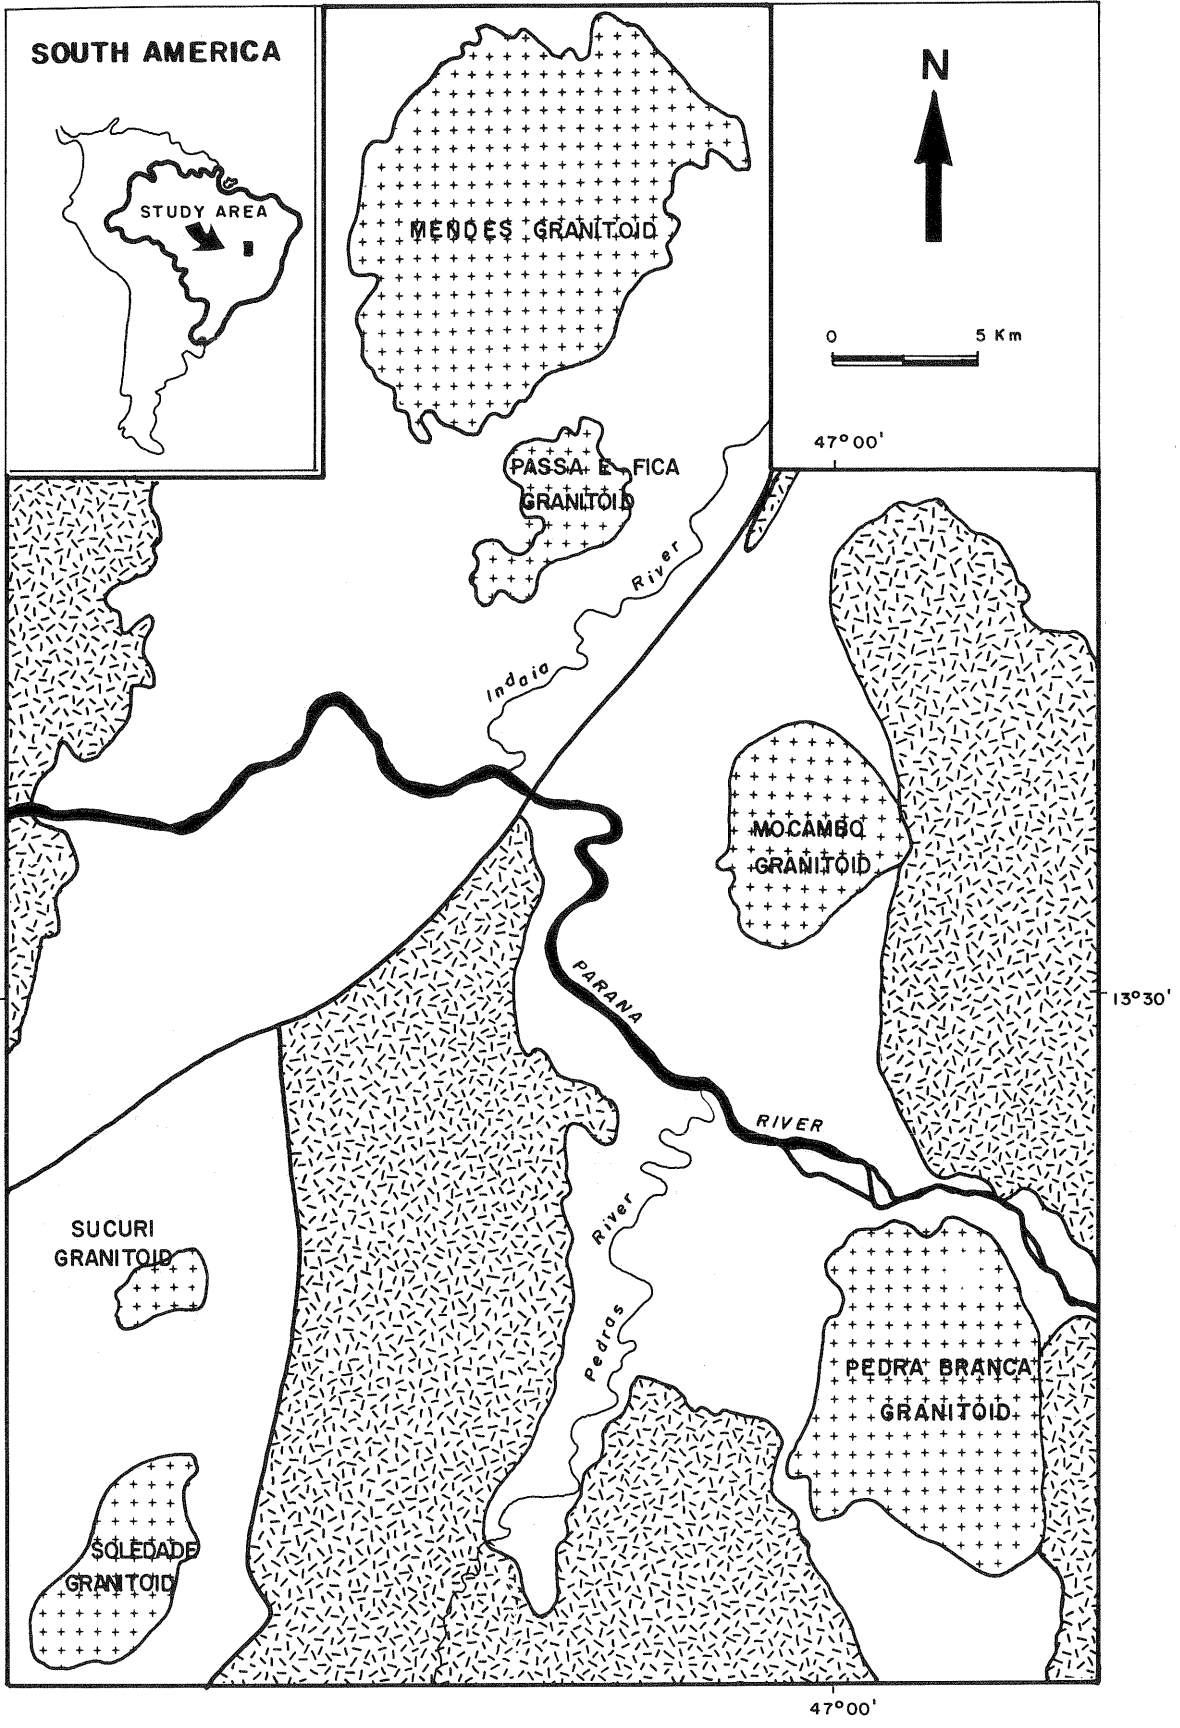 SOUTH AMERICA
STUDY AREA
N
0 5 Km
47°00'
MENDES GRANITOID
PASSA E FICA
GRANITOID
Indaia River
MOCAMBO
GRANITOID
13°30'
PARANA RIVER
Pedras River
SUCURI
GRANITOID
PEDRA BRANCA
GRANITOID
SOLEDADE
GRANITOID
47°00'